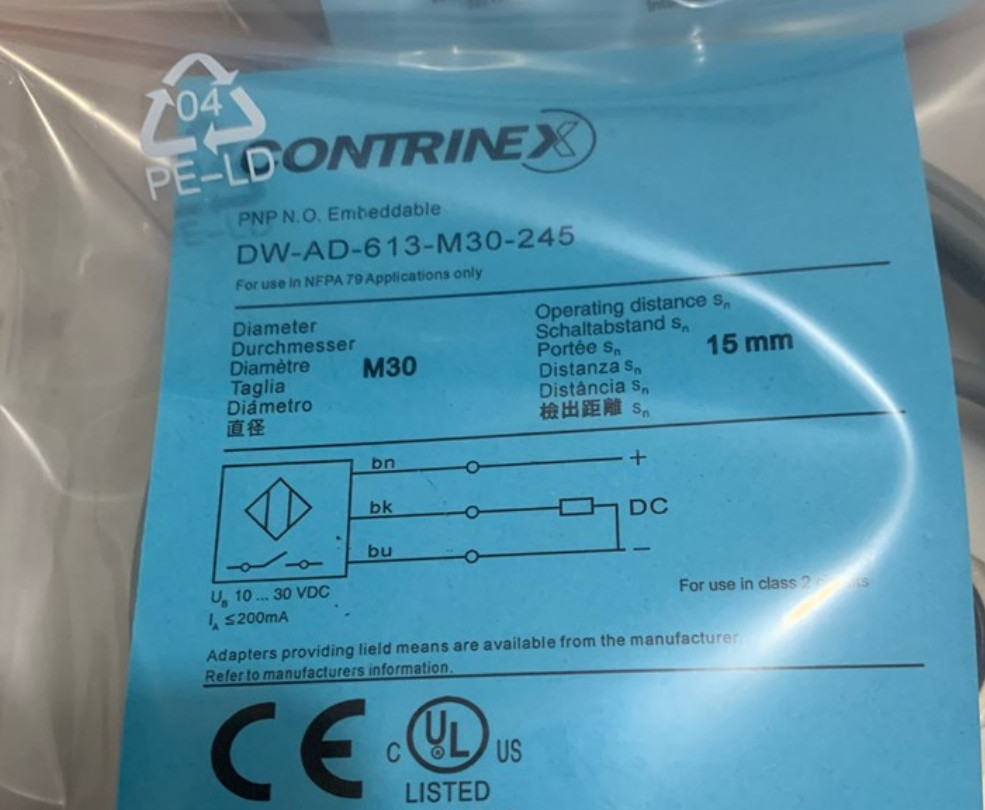 04
PE-LD
CONTRINEX
PNP N.O. Embeddable
DW-AD-613-M30-245
For use in NFPA 79 Applications only
Diameter
Durchmesser
Diamètre
Taglia
Diámetro
直径
M30
Operating distance sn
Schaltabstand sn
Portée sn
Distanza sn
Distância sn
検出距離 sn
15 mm
bn
+
bk
DC
bu
−
UB 10 ... 30 VDC
IA ≤200mA
For use in class 2
Adapters providing lield means are available from the manufacturer
Refer to manufacturers information.
CE
C UL US
LISTED